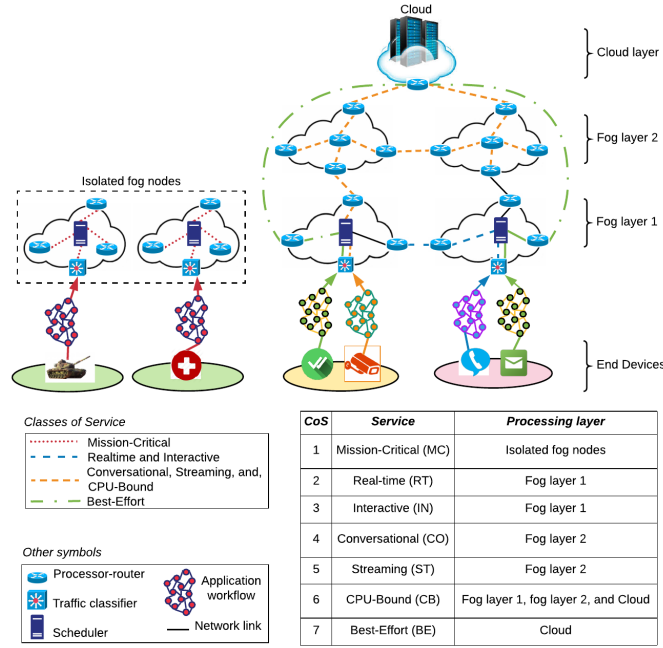 Cloud
Cloud layer
Fog layer 2
Isolated fog nodes
Fog layer 1
End Devices
Classes of Service
Mission-Critical
Realtime and Interactive
Conversational, Streaming, and,
CPU-Bound
Best-Effort
Other symbols
Processor-router
Traffic classifier
Scheduler
Application
workflow
Network link
CoS Service Processing layer
1 Mission-Critical (MC) Isolated fog nodes
2 Real-time (RT) Fog layer 1
3 Interactive (IN) Fog layer 1
4 Conversational (CO) Fog layer 2
5 Streaming (ST) Fog layer 2
6 CPU-Bound (CB) Fog layer 1, fog layer 2, and Cloud
7 Best-Effort (BE) Cloud